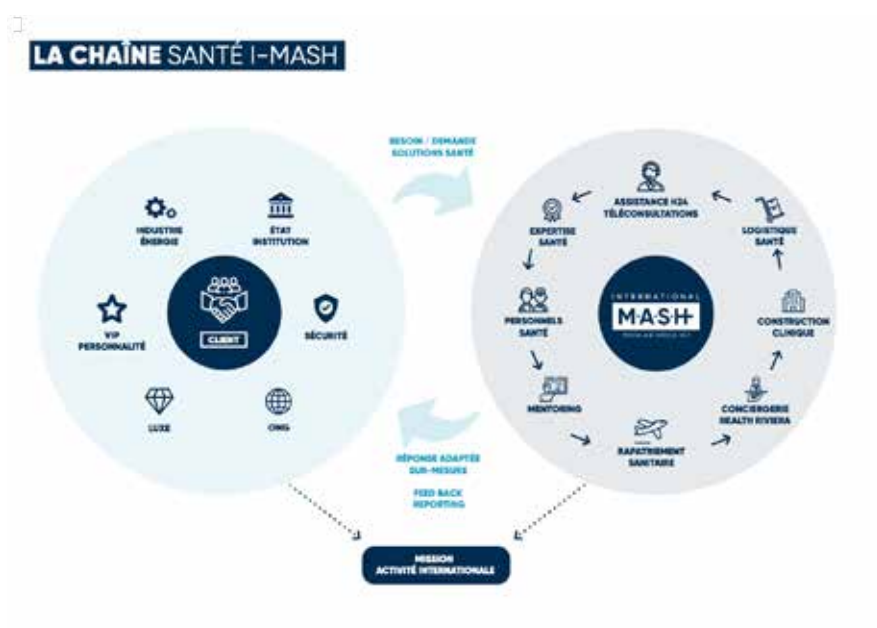 LA CHAÎNE SANTÉ I-MASH
BESOIN / DEMANDE
SOLUTIONS SANTÉ
INDUSTRIE
ÉNERGIE
ÉTAT
INSTITUTION
VIP
PERSONNALITÉ
CLIENT
SÉCURITÉ
LUXE
ONG
ASSISTANCE H24
TÉLÉCONSULTATIONS
EXPERTISE
SANTÉ
LOGISTIQUE
SANTÉ
PERSONNELS
SANTÉ
INTERNATIONAL
M·A·S·H
CONSTRUCTION
CLINIQUE
MENTORING
CONCIERGERIE
HEALTH RIVIERA
RAPATRIEMENT
SANITAIRE
RÉPONSE ADAPTÉE
SUR-MESURE
FEED BACK
REPORTING
MISSION
ACTIVITÉ INTERNATIONALE